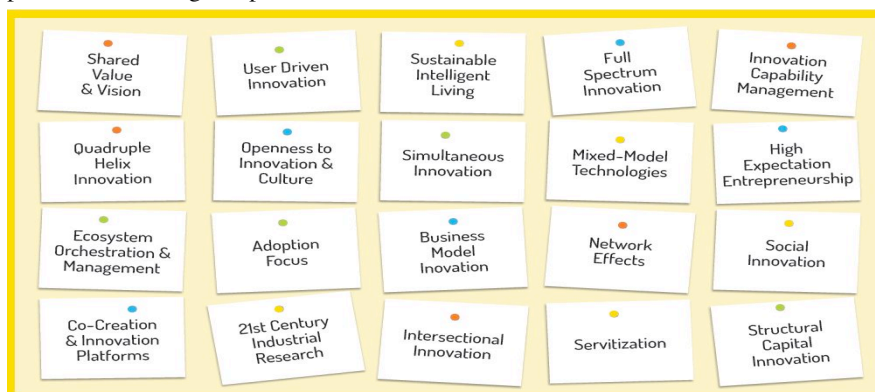 Shared
Value
& Vision
User Driven
Innovation
Sustainable
Intelligent
Living
Full
Spectrum
Innovation
Innovation
Capability
Management
Quadruple
Helix
Innovation
Openness to
Innovation &
Culture
Simultaneous
Innovation
Mixed-Model
Technologies
High
Expectation
Entrepreneurship
Ecosystem
Orchestration &
Management
Adoption
Focus
Business
Model
Inovation
Network
Effects
Social
Innovation
Co-Creation
& Innovation
Platforms
21st Century
Industrial
Research
Intersectional
Innovation
Servitization
Structural
Capital
Innovation